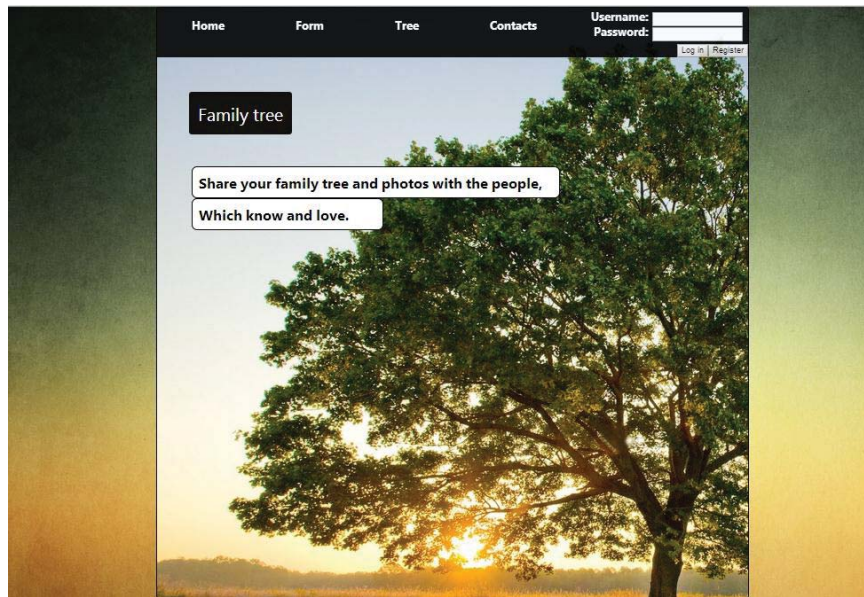 Home Form Tree Contacts Username:
Password:
Log in Register
Family tree
Share your family tree and photos with the people,
Which know and love.